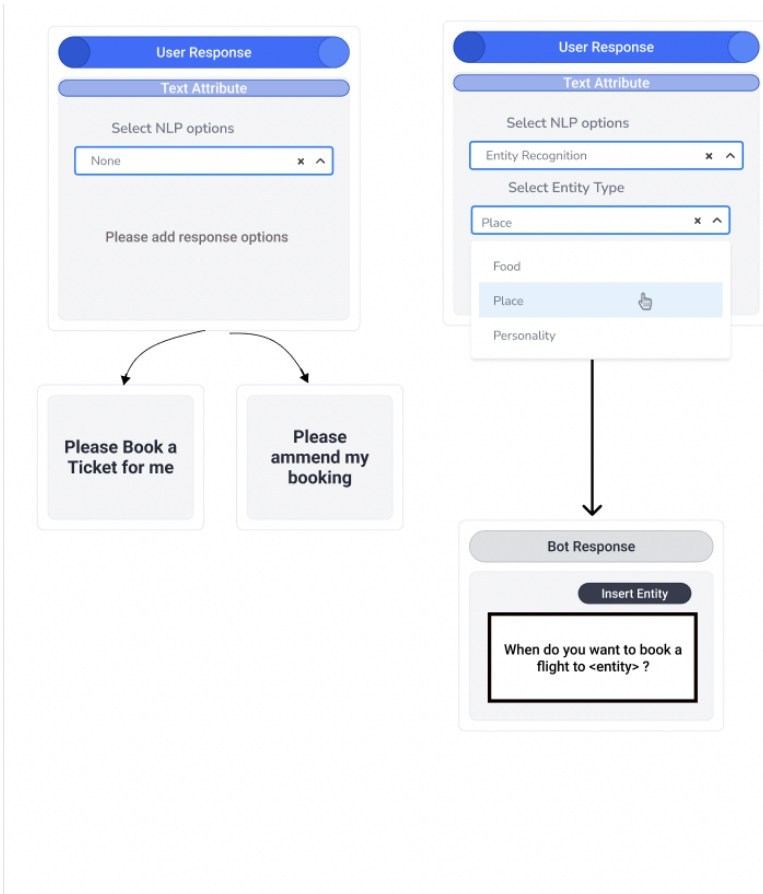 User Response
Text Attribute
Select NLP options
None
Please add response options
Please Book a
Ticket for me
Please
ammend my
booking
User Response
Text Attribute
Select NLP options
Entity Recognition
Select Entity Type
Place
Food
Place
Personality
Bot Response
Insert Entity
When do you want to book a
flight to <entity> ?